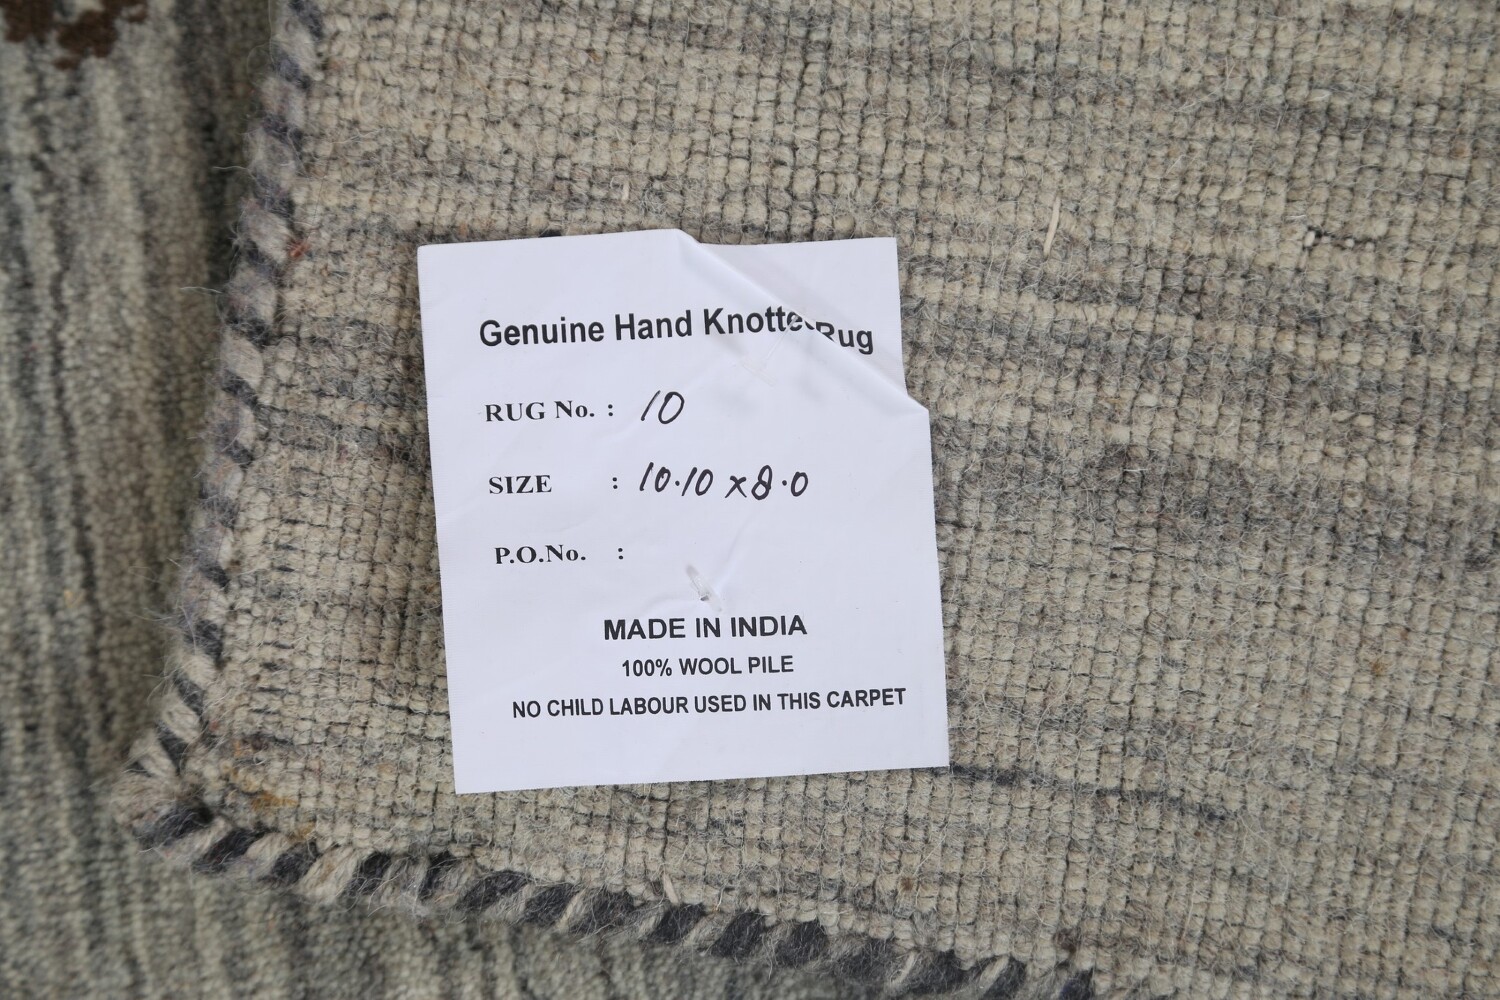 Genuine Hand Knotte Rug
RUG No. : 10
SIZE : 10.10 x 8.0
P.O.No. :
MADE IN INDIA
100% WOOL PILE
NO CHILD LABOUR USED IN THIS CARPET